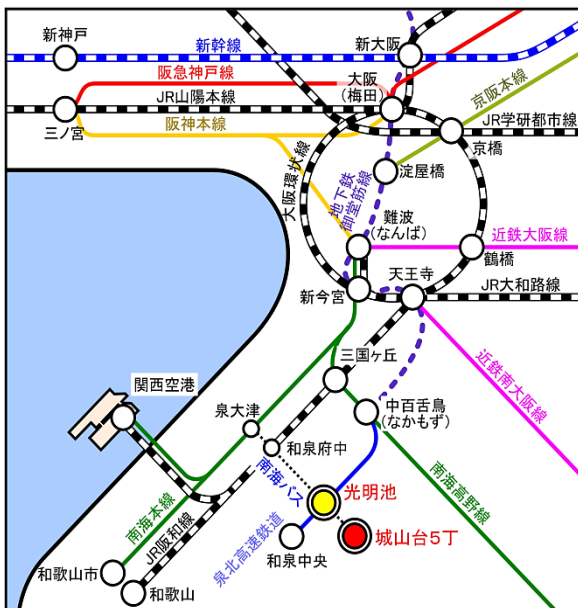 新神戸
新幹線
新大阪
阪急神戸線
大阪
(梅田)
JR山陽本線
京阪本線
三ノ宮
阪神本線
JR学研都市線
京橋
大阪環状線
淀屋橋
地下鉄
御堂筋線
難波
(なんば)
近鉄大阪線
鶴橋
天王寺
新今宮
JR大和路線
三国ヶ丘
近鉄南大阪線
関西空港
泉大津
中百舌鳥
(なかもず)
和泉府中
南海バス
光明池
南海高野線
南海本線
JR阪和線
泉北高速鉄道
城山台5丁
和泉中央
和歌山市
和歌山